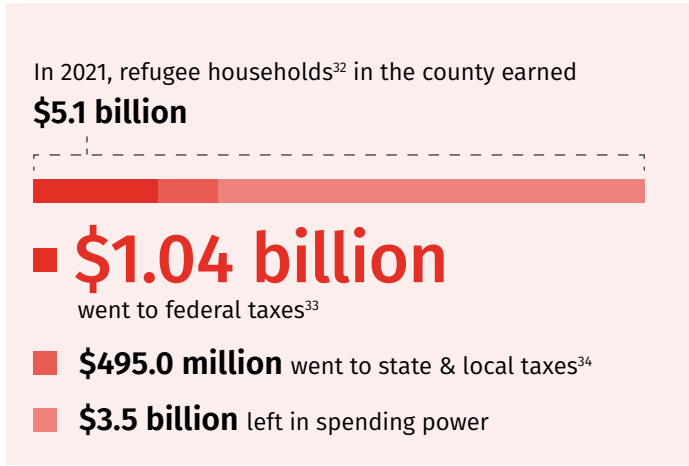 In 2021, refugee households³² in the county earned
$5.1 billion
$1.04 billion
went to federal taxes³³
$495.0 million went to state & local taxes³⁴
$3.5 billion left in spending power